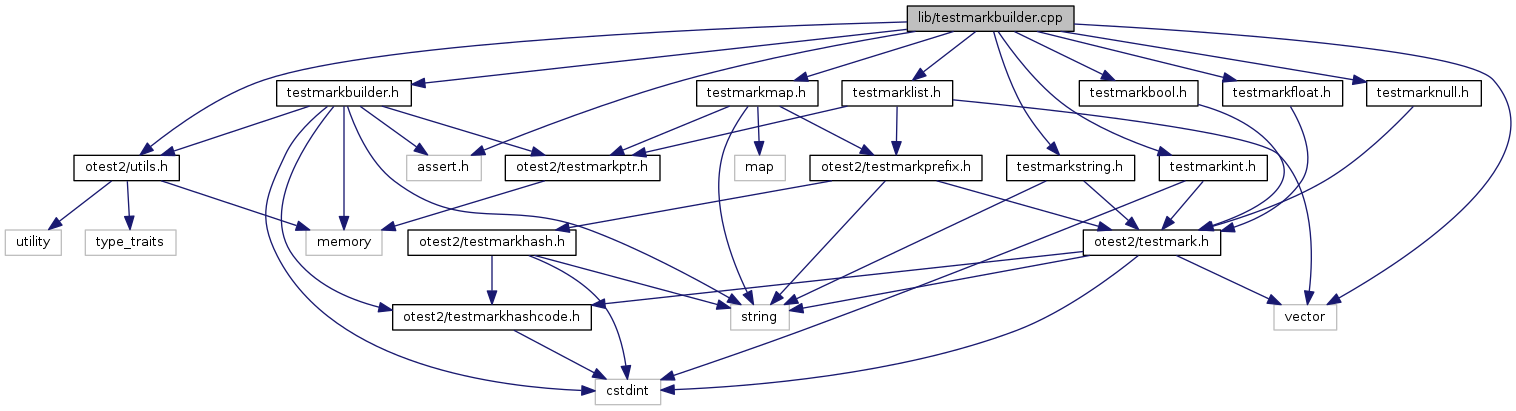 lib/testmarkbuilder.cpp
testmarkbuilder.h
testmarkmap.h
testmarklist.h
testmarkbool.h
testmarkfloat.h
testmarknull.h
otest2/utils.h
assert.h
otest2/testmarkptr.h
map
otest2/testmarkprefix.h
testmarkstring.h
testmarkint.h
utility
type_traits
memory
otest2/testmarkhash.h
otest2/testmark.h
otest2/testmarkhashcode.h
string
vector
cstdint